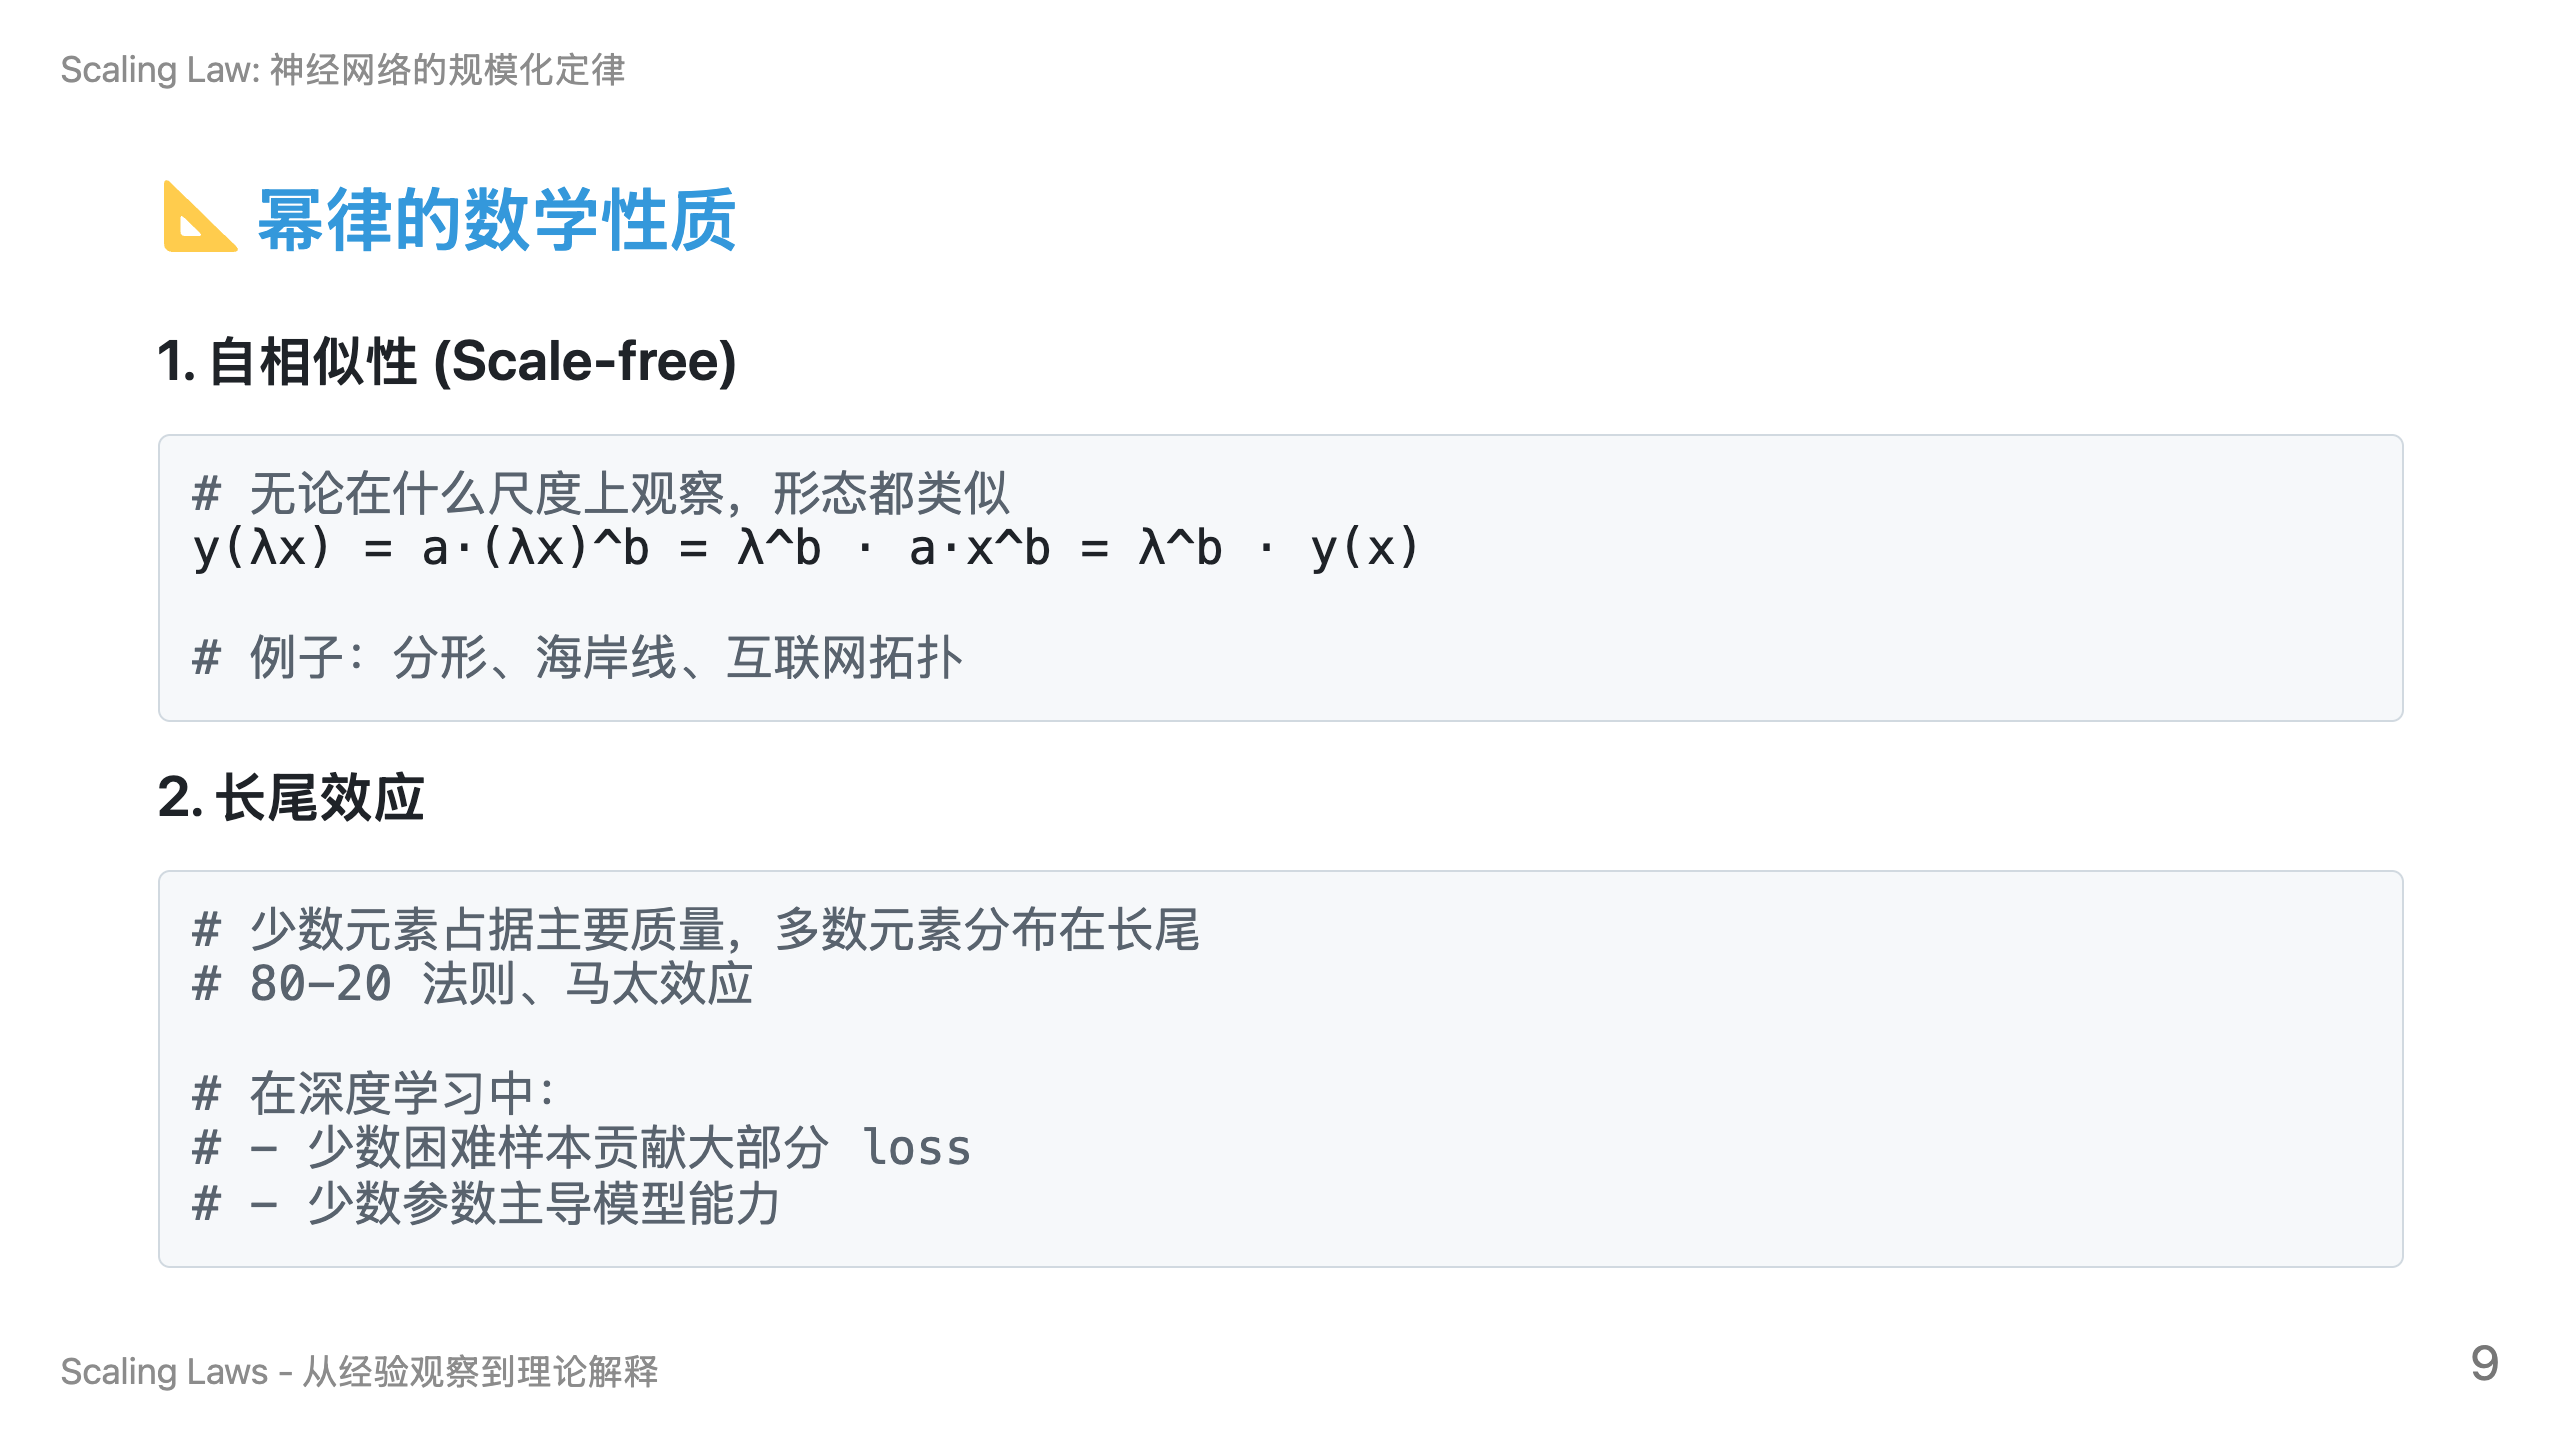 Scaling Law: 神经网络的规模化定律
📐 幂律的数学性质
1. 自相似性 (Scale-free)
# 无论在什么尺度上观察，形态都类似
y(λx) = a·(λx)^b = λ^b · a·x^b = λ^b · y(x)
# 例子：分形、海岸线、互联网拓扑
2. 长尾效应
# 少数元素占据主要质量，多数元素分布在长尾
# 80-20 法则、马太效应
# 在深度学习中：
# - 少数困难样本贡献大部分 loss
# - 少数参数主导模型能力
Scaling Laws - 从经验观察到理论解释
9